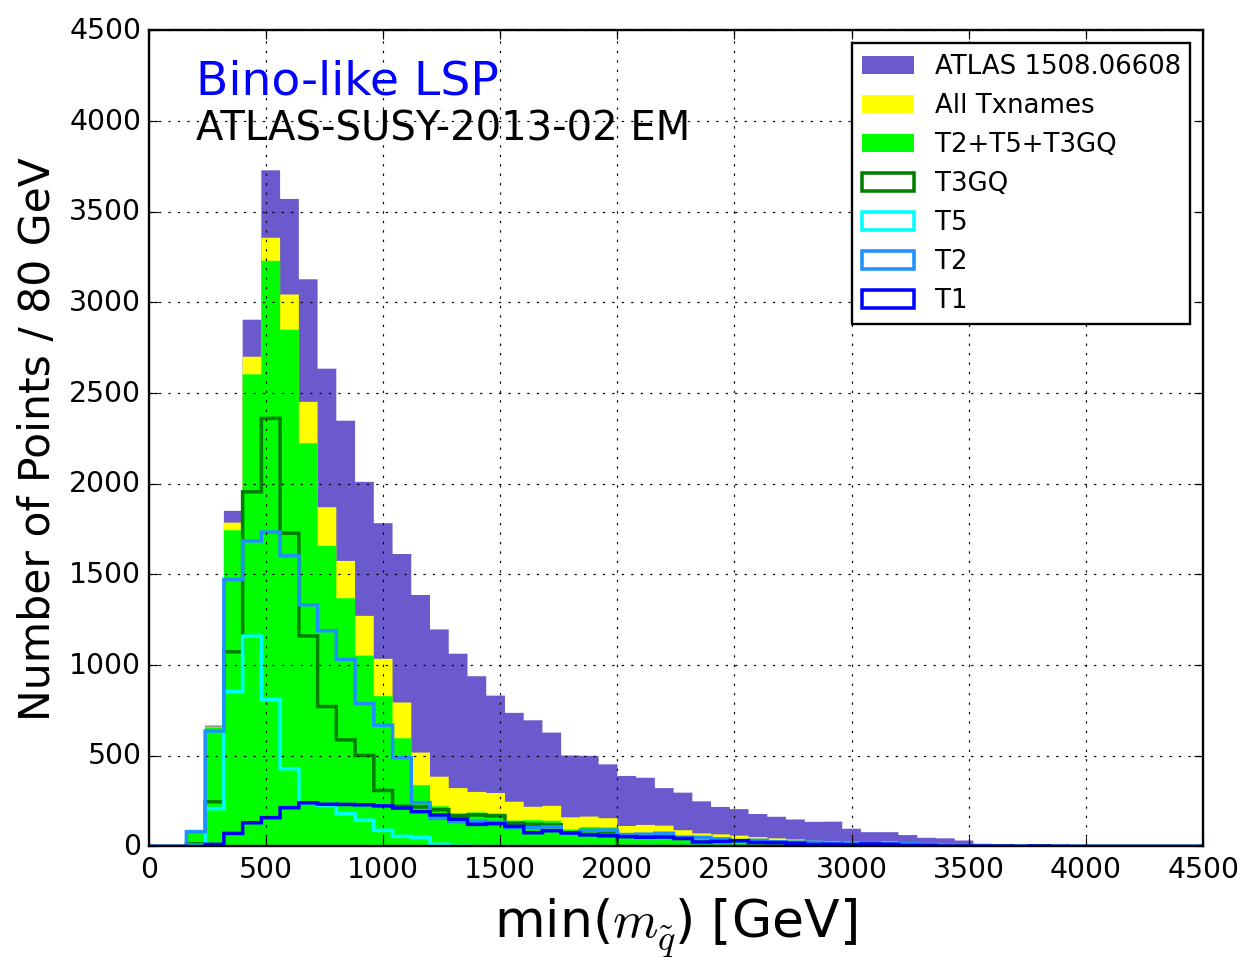 4500
4000
3500
3000
2500
2000
1500
1000
500
0
Number of Points / 80 GeV
Bino-like LSP
ATLAS-SUSY-2013-02 EM
ATLAS 1508.06608
All Txnames
T2+T5+T3GQ
T3GQ
T5
T2
T1
0 500 1000 1500 2000 2500 3000 3500 4000 4500
min(m_q̃) [GeV]